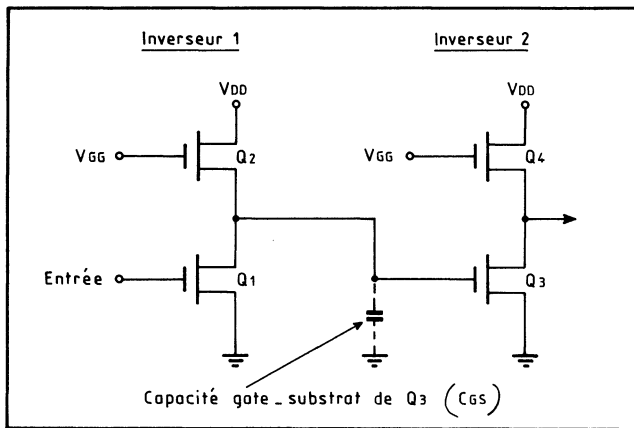 Inverseur 1
Inverseur 2
VDD
VDD
VGG
Q2
VGG
Q4
Entrée
Q1
Q3
Capacité gate_substrat de Q3 (CGS)